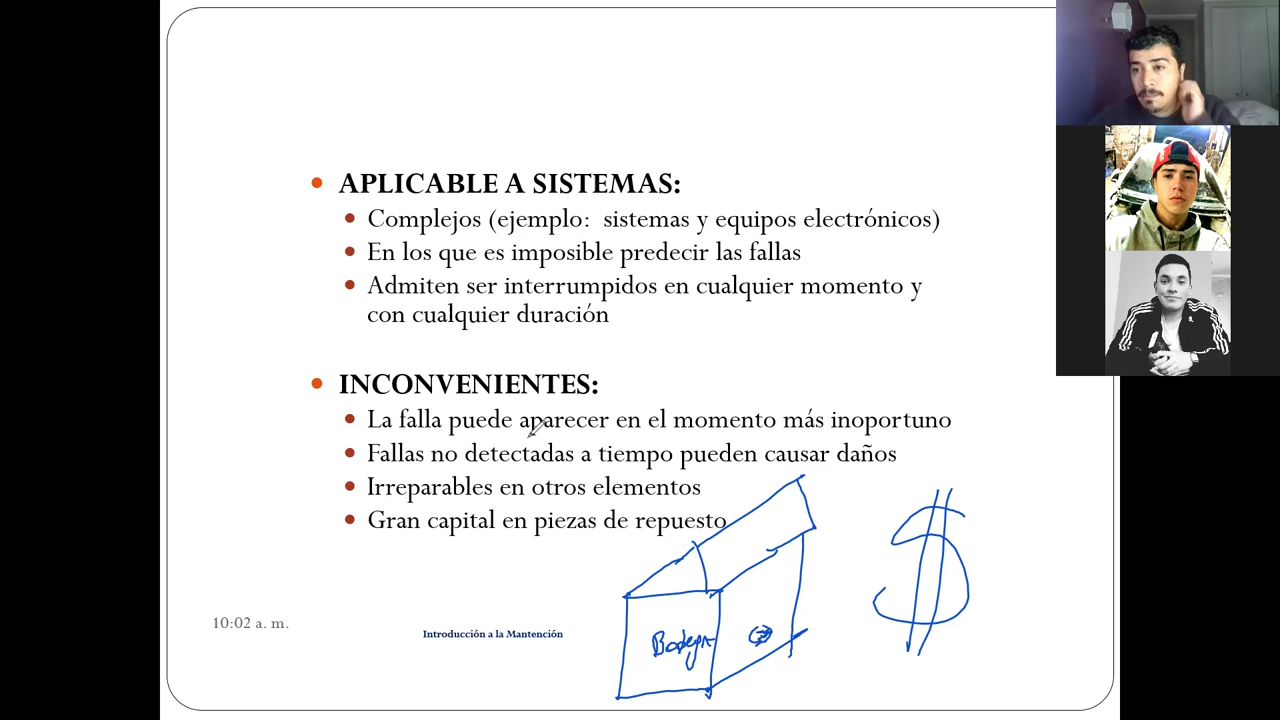 APLICABLE A SISTEMAS:
Complejos (ejemplo: sistemas y equipos electrónicos)
En los que es imposible predecir las fallas
Admiten ser interrumpidos en cualquier momento y
con cualquier duración
INCONVENIENTES:
La falla puede aparecer en el momento más inoportuno
Fallas no detectadas a tiempo pueden causar daños
Irreparables en otros elementos
Gran capital en piezas de repuesto
$
Bodega
10:02 a. m.
Introducción a la Mantención